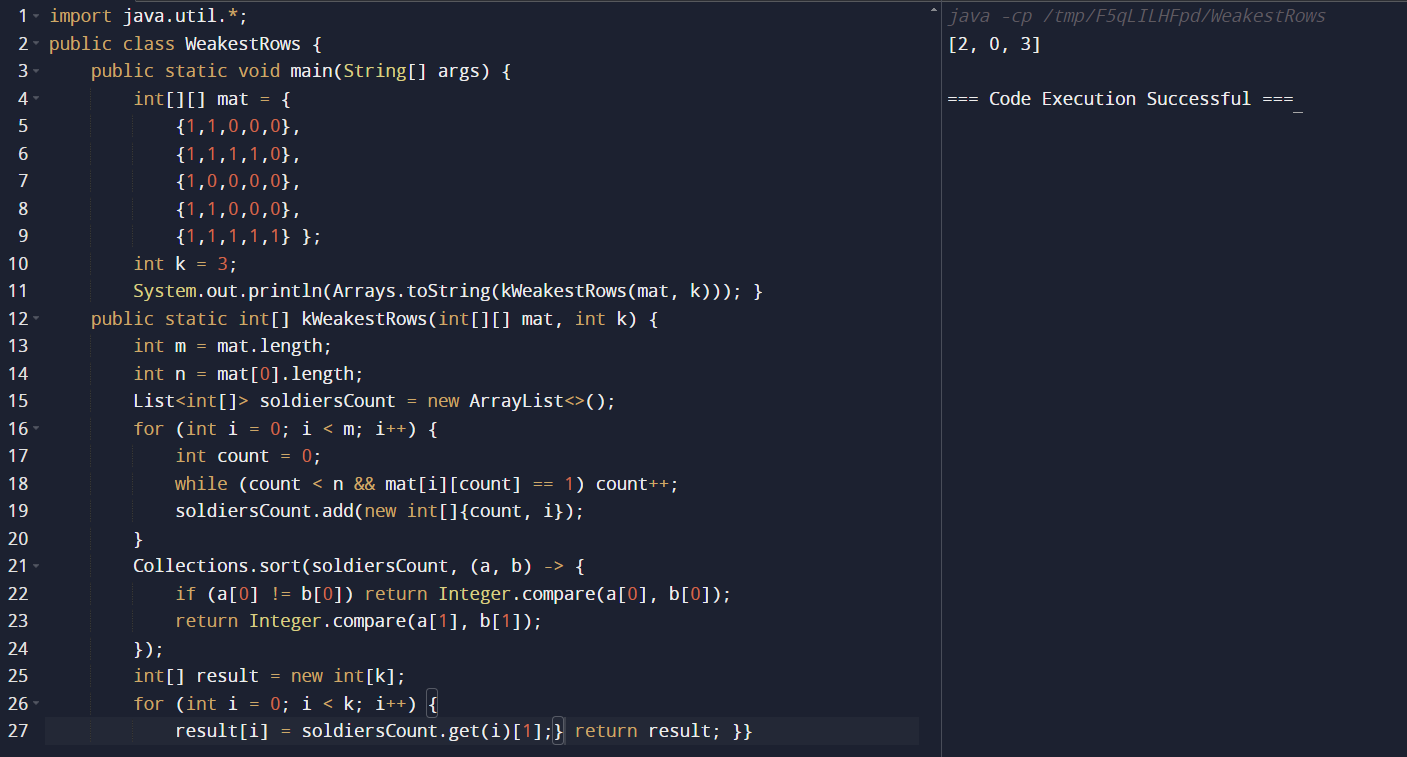 1 import java.util.*;
2 public class WeakestRows {
3     public static void main(String[] args) {
4         int[][] mat = {
5             {1,1,0,0,0},
6             {1,1,1,1,0},
7             {1,0,0,0,0},
8             {1,1,0,0,0},
9             {1,1,1,1,1} };
10         int k = 3;
11         System.out.println(Arrays.toString(kWeakestRows(mat, k))); }
12     public static int[] kWeakestRows(int[][] mat, int k) {
13         int m = mat.length;
14         int n = mat[0].length;
15         List<int[]> soldiersCount = new ArrayList<>();
16         for (int i = 0; i < m; i++) {
17             int count = 0;
18             while (count < n && mat[i][count] == 1) count++;
19             soldiersCount.add(new int[]{count, i});
20         }
21         Collections.sort(soldiersCount, (a, b) -> {
22             if (a[0] != b[0]) return Integer.compare(a[0], b[0]);
23             return Integer.compare(a[1], b[1]);
24         });
25         int[] result = new int[k];
26         for (int i = 0; i < k; i++) {
27             result[i] = soldiersCount.get(i)[1];} return result; }}
java -cp /tmp/F5qLILHFpd/WeakestRows
[2, 0, 3]
=== Code Execution Successful ===_